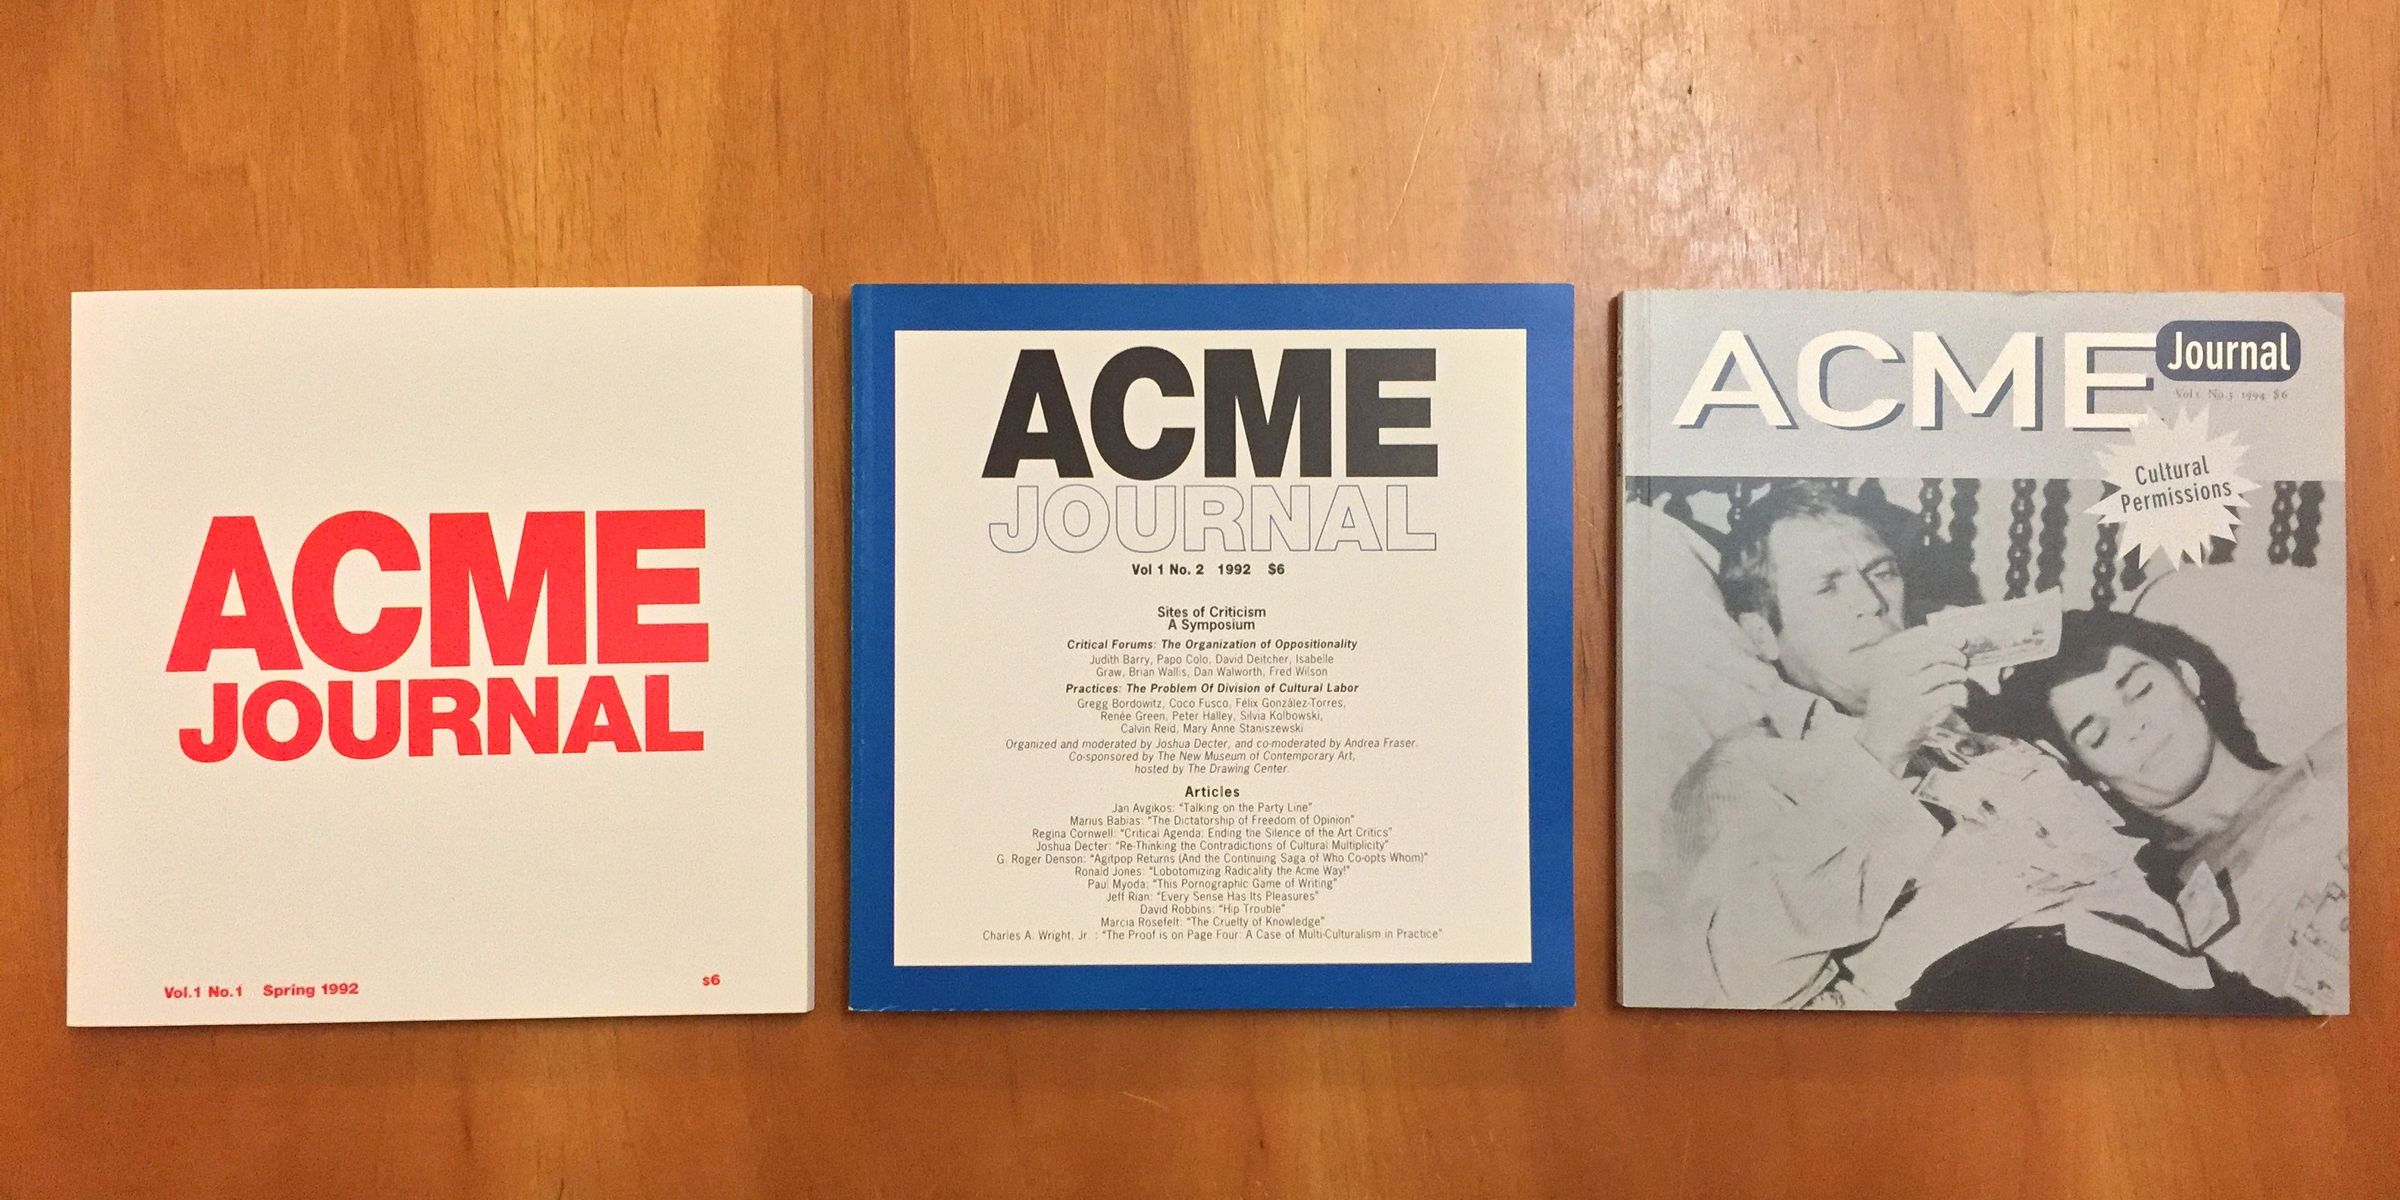 ACME
JOURNAL
Vol.1 No.1 Spring 1992
$6
ACME
JOURNAL
Vol 1 No. 2 1992 $6
Sites of Criticism
A Symposium
Critical Forums: The Organization of Oppositionality
Judith Barry, Papo Colo, David Deitcher, Isabelle
Graw, Brian Wallis, Dan Walworth, Fred Wilson
Practices: The Problem Of Division of Cultural Labor
Gregg Bordowitz, Coco Fusco, Félix González-Torres,
Renée Green, Peter Halley, Silvia Kolbowski,
Calvin Reid, Mary Anne Staniszewski
Organized and moderated by Joshua Decter, and co-moderated by Andrea Fraser.
Co-sponsored by The New Museum of Contemporary Art,
hosted by The Drawing Center.
Articles
Jan Avgikos: "Talking on the Party Line"
Marius Babias: "The Dictatorship of Freedom of Opinion"
Regina Cornwell: "Critical Agenda: Ending the Silence of the Art Critics"
Joshua Decter: "Re-Thinking the Contradictions of Cultural Multiplicity"
G. Roger Denson: "Agitpop Returns (And the Continuing Saga of Who Co-opts Whom)"
Ronald Jones: "Lobotomizing Radicality the Acme Way!"
Paul Myoda: "This Pornographic Game of Writing"
Jeff Rian: "Every Sense Has Its Pleasures"
David Robbins: "Hip Trouble"
Marcia Rosefelt: "The Cruelty of Knowledge"
Charles A. Wright, Jr. : "The Proof is on Page Four: A Case of Multi-Culturalism in Practice"
ACME Journal
Vol 1 No.3 1994 $6
Cultural
Permissions